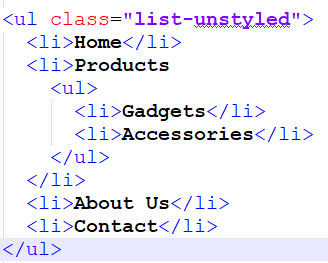 <ul class="list-unstyled">
<li>Home</li>
<li>Products
<ul>
<li>Gadgets</li>
<li>Accessories</li>
</ul>
</li>
<li>About Us</li>
<li>Contact</li>
</ul>